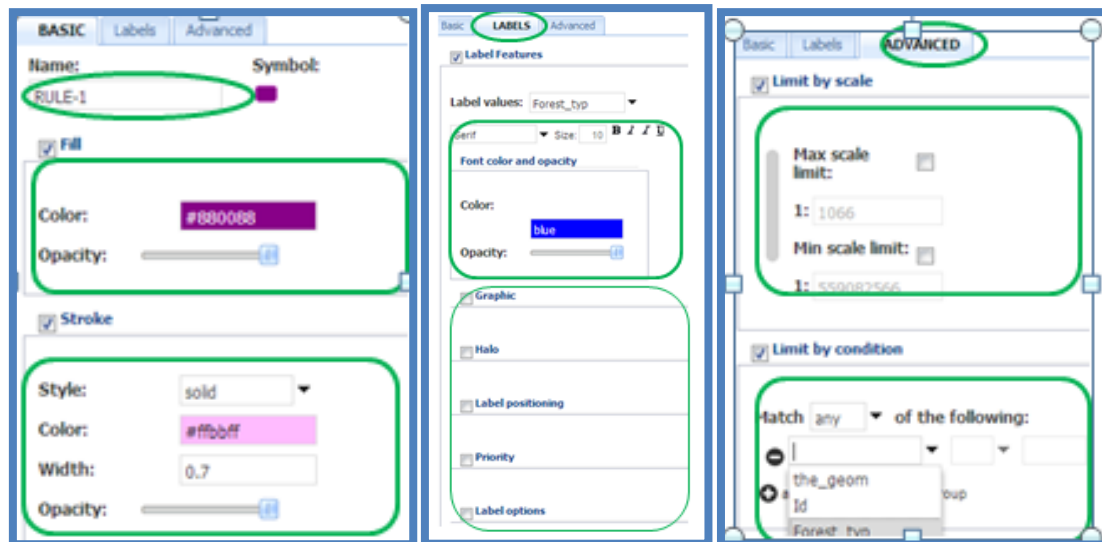 BASIC Labels Advanced
Name: Symbol:
RULE-1
Fill
Color: #880088
Opacity:
Stroke
Style: solid
Color: #ffbbff
Width: 0.7
Opacity:
Basic LABELS Advanced
Label Features
Label values: Forest_typ
Serif Size: 10 B I I U
Font color and opacity
Color:
blue
Opacity:
Graphic
Halo
Label positioning
Priority
Label options
Basic Labels ADVANCED
Limit by scale
Max scale
limit:
1: 1066
Min scale limit:
1: 559082566
Limit by condition
Match any of the following:
the_geom
Id
Forest_typ